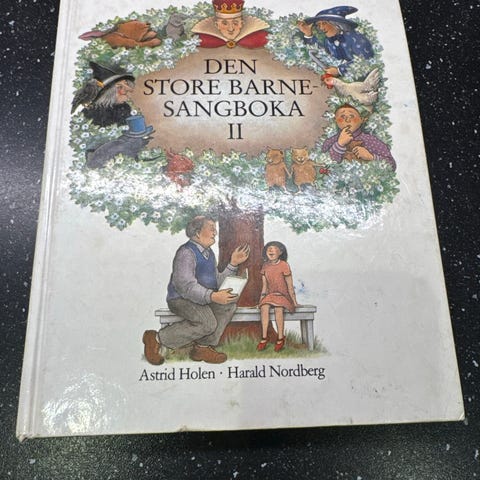 DEN
STORE BARNE-
SANGBOKA
II
Astrid Holen · Harald Nordberg